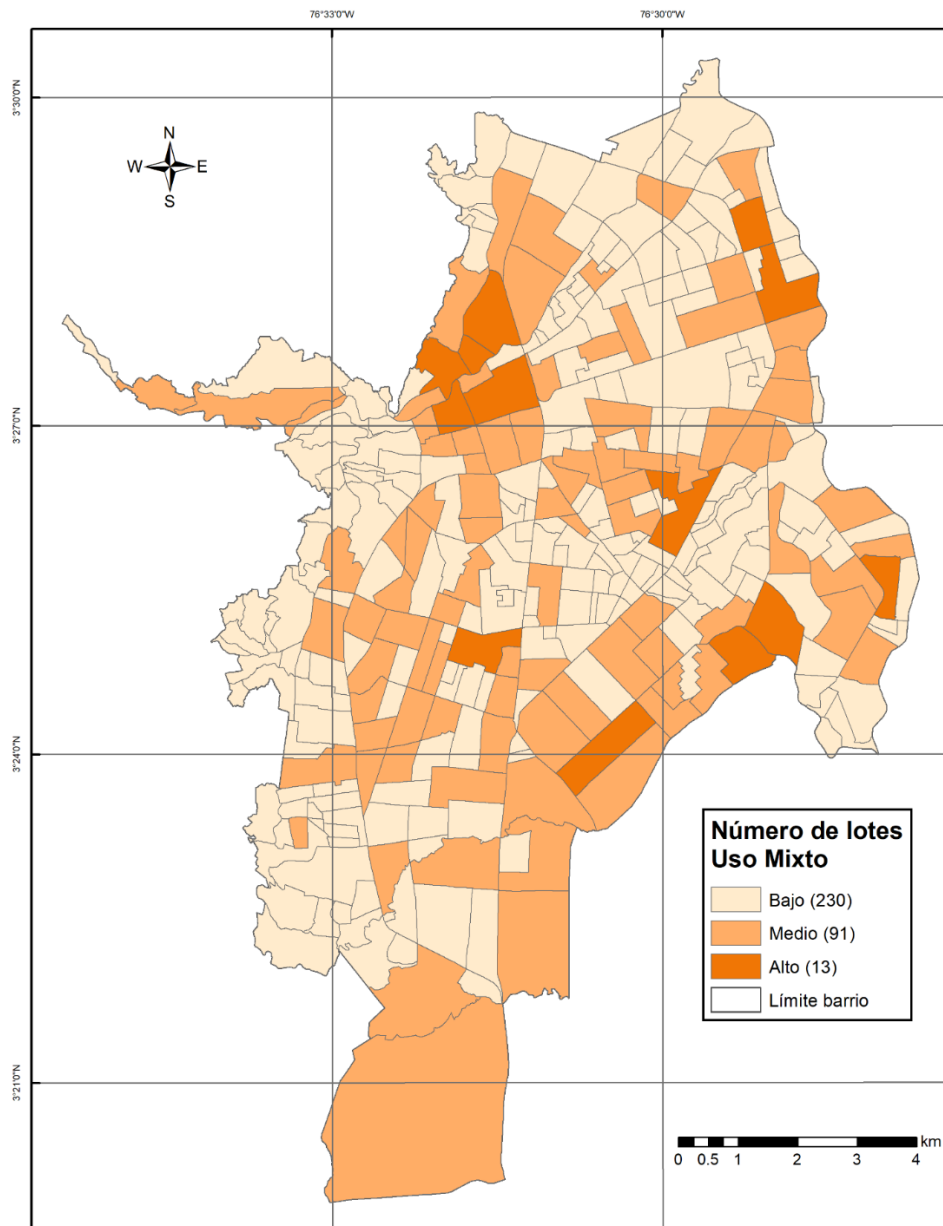 76°33'0"W
76°30'0"W
3°30'0"N
N
W E
S
3°27'0"N
3°24'0"N
Número de lotes
Uso Mixto
Bajo (230)
Medio (91)
Alto (13)
Límite barrio
3°21'0"N
km
0 0.5 1 2 3 4